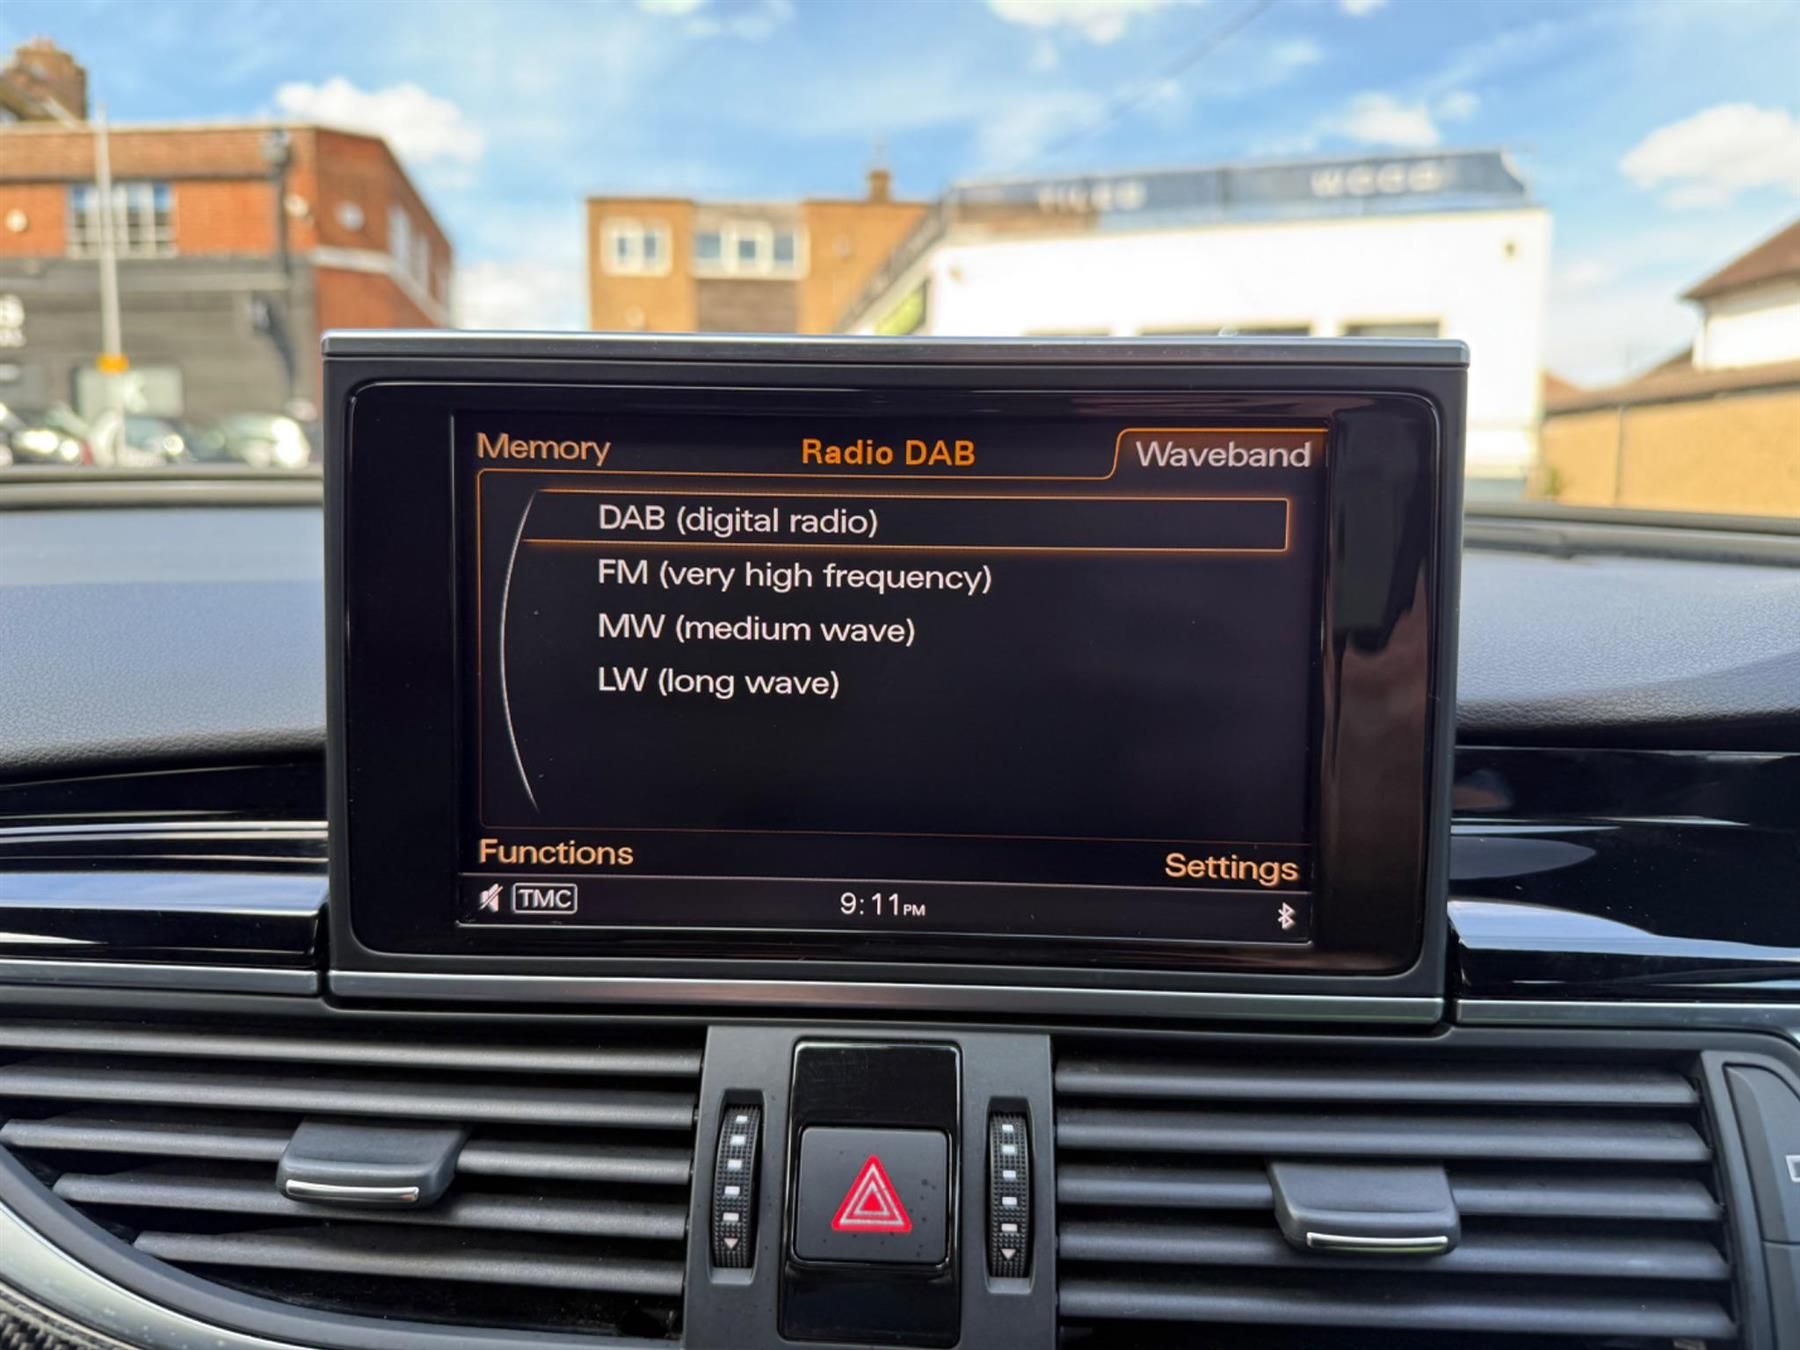 Memory Radio DAB Waveband
DAB (digital radio)
FM (very high frequency)
MW (medium wave)
LW (long wave)
Functions Settings
TMC 9:11PM